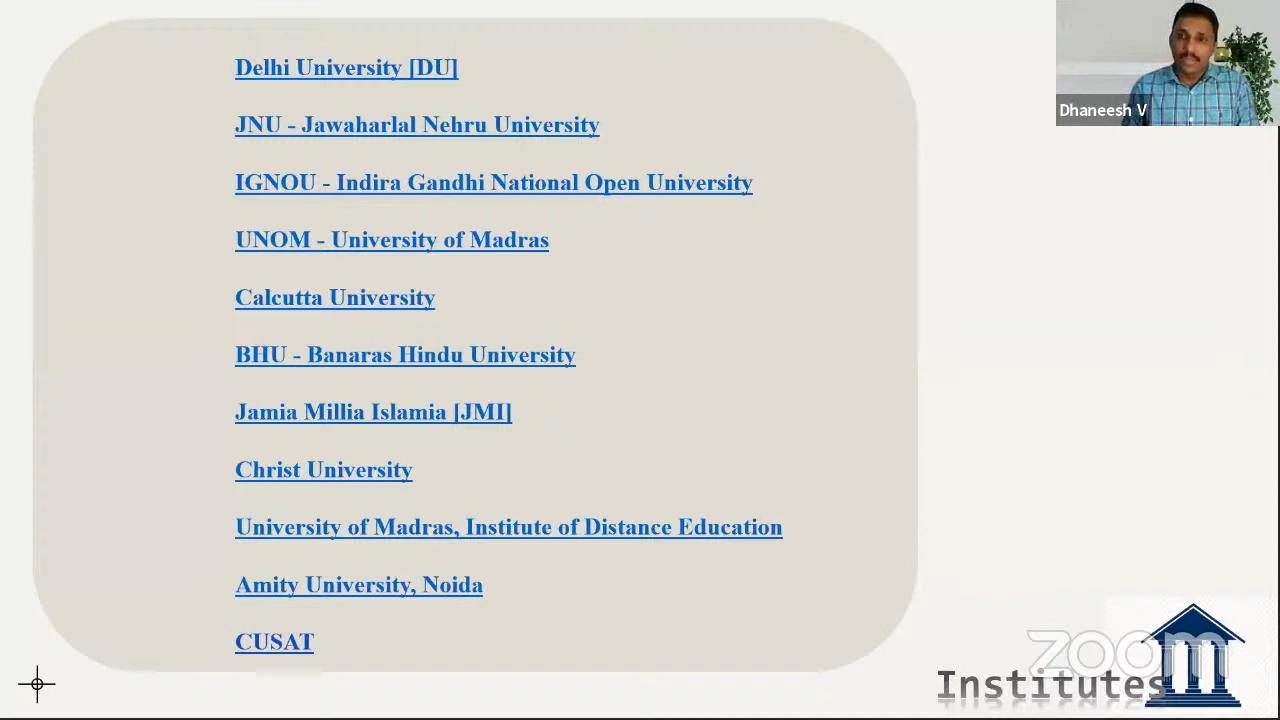 Delhi University [DU]
JNU - Jawaharlal Nehru University
IGNOU - Indira Gandhi National Open University
UNOM - University of Madras
Calcutta University
BHU - Banaras Hindu University
Jamia Millia Islamia [JMI]
Christ University
University of Madras, Institute of Distance Education
Amity University, Noida
CUSAT
Dhaneesh V
zoom
Institutes